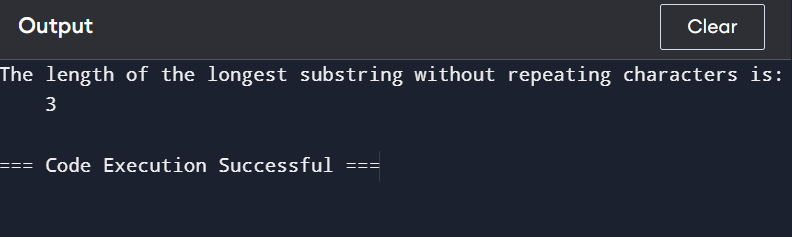 Output
Clear
The length of the longest substring without repeating characters is:
3
=== Code Execution Successful ===